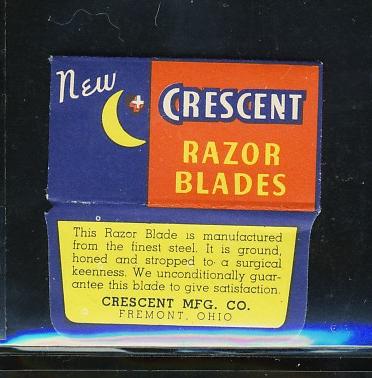 New
CRESCENT
RAZOR
BLADES
This Razor Blade is manufactured
from the finest steel. It is ground,
honed and stropped to a surgical
keenness. We unconditionally guar-
antee this blade to give satisfaction.
CRESCENT MFG. CO.
FREMONT, OHIO